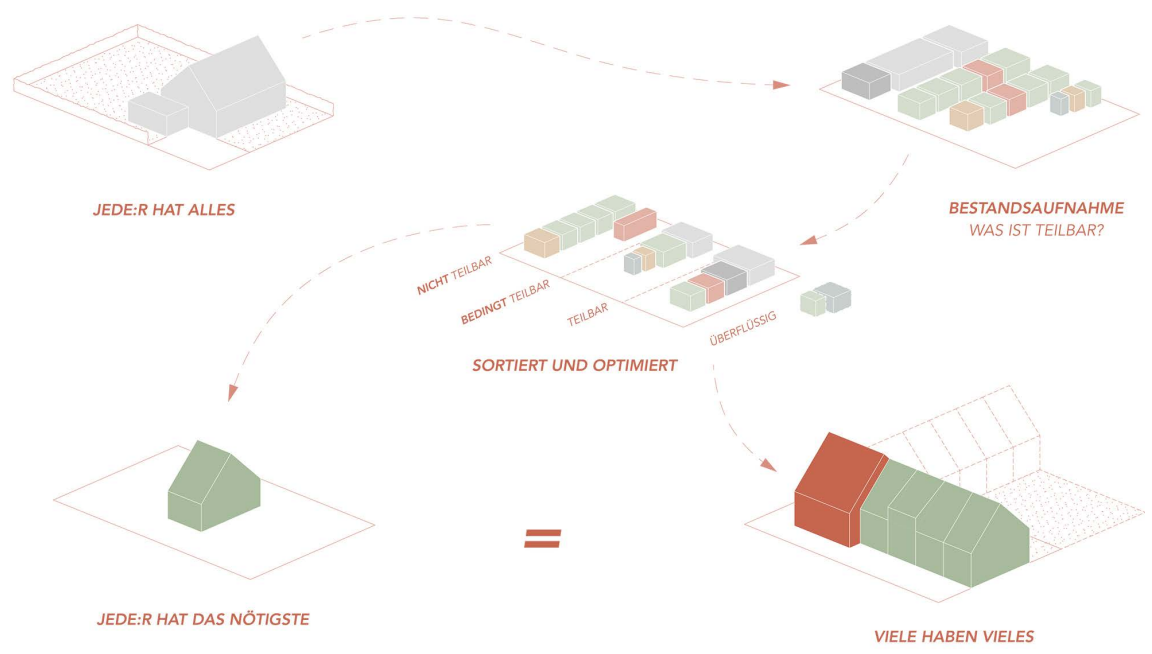 JEDE:R HAT ALLES
BESTANDSAUFNAHME
WAS IST TEILBAR?
NICHT TEILBAR
BEDINGT TEILBAR
TEILBAR
ÜBERFLÜSSIG
SORTIERT UND OPTIMIERT
JEDE:R HAT DAS NÖTIGSTE
=
VIELE HABEN VIELES